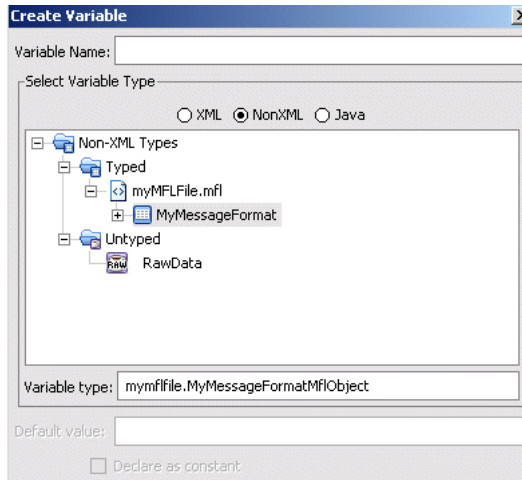 Create Variable
Variable Name:
Select Variable Type
XML NonXML Java
Non-XML Types
Typed
myMFLFile.mfl
MyMessageFormat
Untyped
RAW RawData
Variable type: mymflfile.MyMessageFormatMflObject
Default value:
Declare as constant